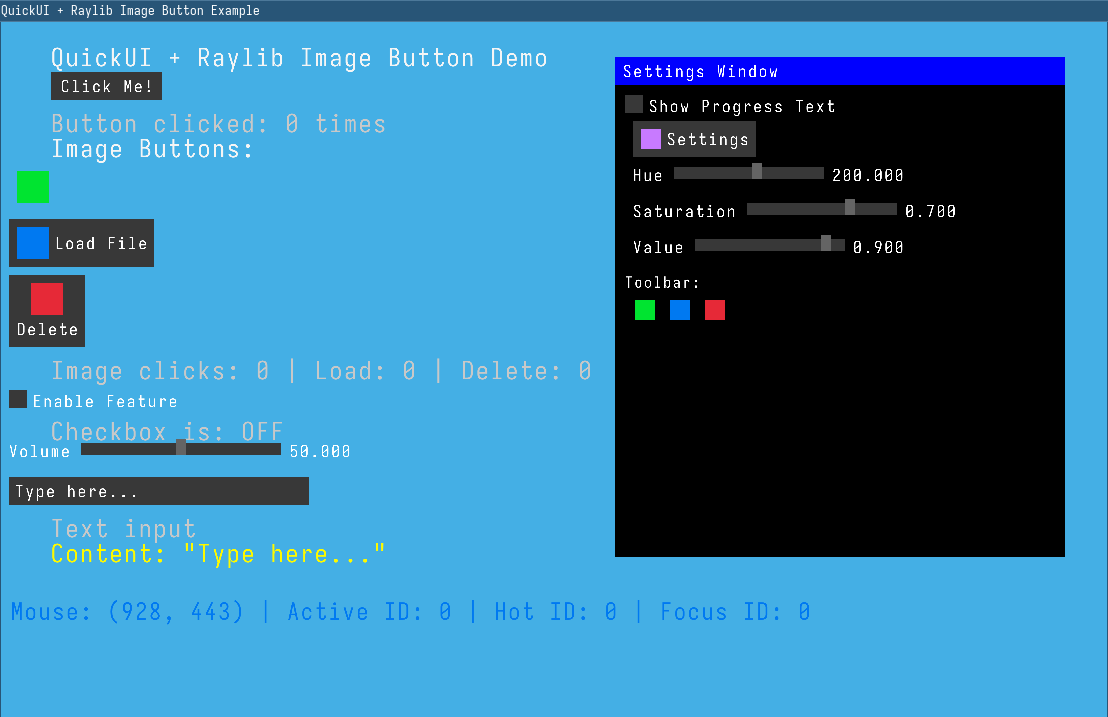 QuickUI + Raylib Image Button Example
QuickUI + Raylib Image Button Demo
Click Me!
Button clicked: 0 times
Image Buttons:
Load File
Delete
Image clicks: 0 | Load: 0 | Delete: 0
Enable Feature
Checkbox is: OFF
Volume 50.000
Type here...
Text input
Content: "Type here..."
Mouse: (928, 443) | Active ID: 0 | Hot ID: 0 | Focus ID: 0
Settings Window
Show Progress Text
Settings
Hue 200.000
Saturation 0.700
Value 0.900
Toolbar: